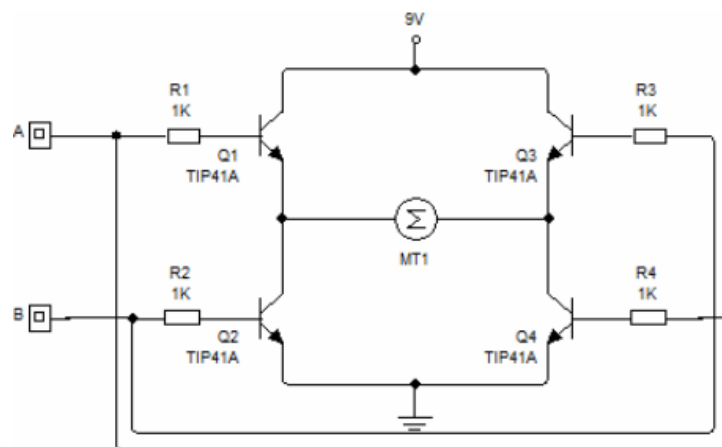 9V
R1
1K
R3
1K
A
Q1
TIP41A
Q3
TIP41A
Σ
MT1
R2
1K
R4
1K
B
Q2
TIP41A
Q4
TIP41A